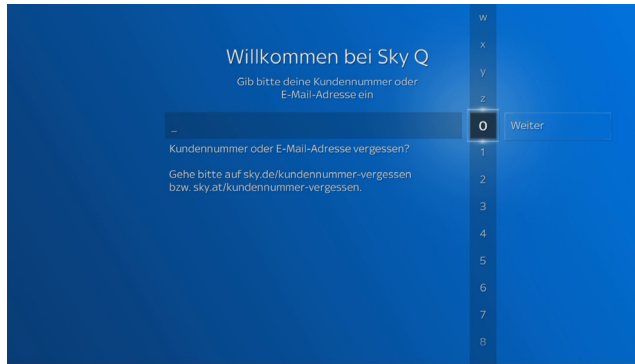 Willkommen bei Sky Q
Gib bitte deine Kundennummer oder
E-Mail-Adresse ein
_
Kundennummer oder E-Mail-Adresse vergessen?
Gehe bitte auf sky.de/kundennummer-vergessen
bzw. sky.at/kundennummer-vergessen.
w
x
y
z
0
Weiter
1
2
3
4
5
6
7
8